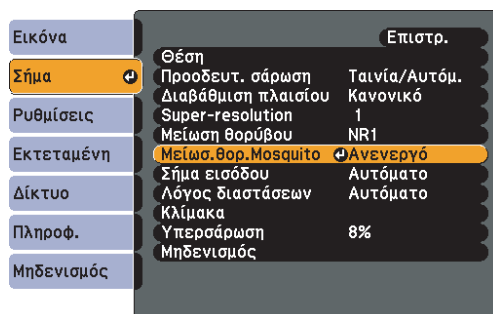 Εικόνα
Σήμα
Ρυθμίσεις
Εκτεταμένη
Δίκτυο
Πληροφ.
Μηδενισμός
Επιστρ.
Θέση
Προοδευτ. σάρωση Ταινία/Αυτόμ.
Διαβάθμιση πλαισίου Κανονικό
Super-resolution 1
Μείωση θορύβου NR1
Μείωσ.θορ.Mosquito Ανενεργό
Σήμα εισόδου Αυτόματο
Λόγος διαστάσεων Αυτόματο
Κλίμακα
Υπερσάρωση 8%
Μηδενισμός